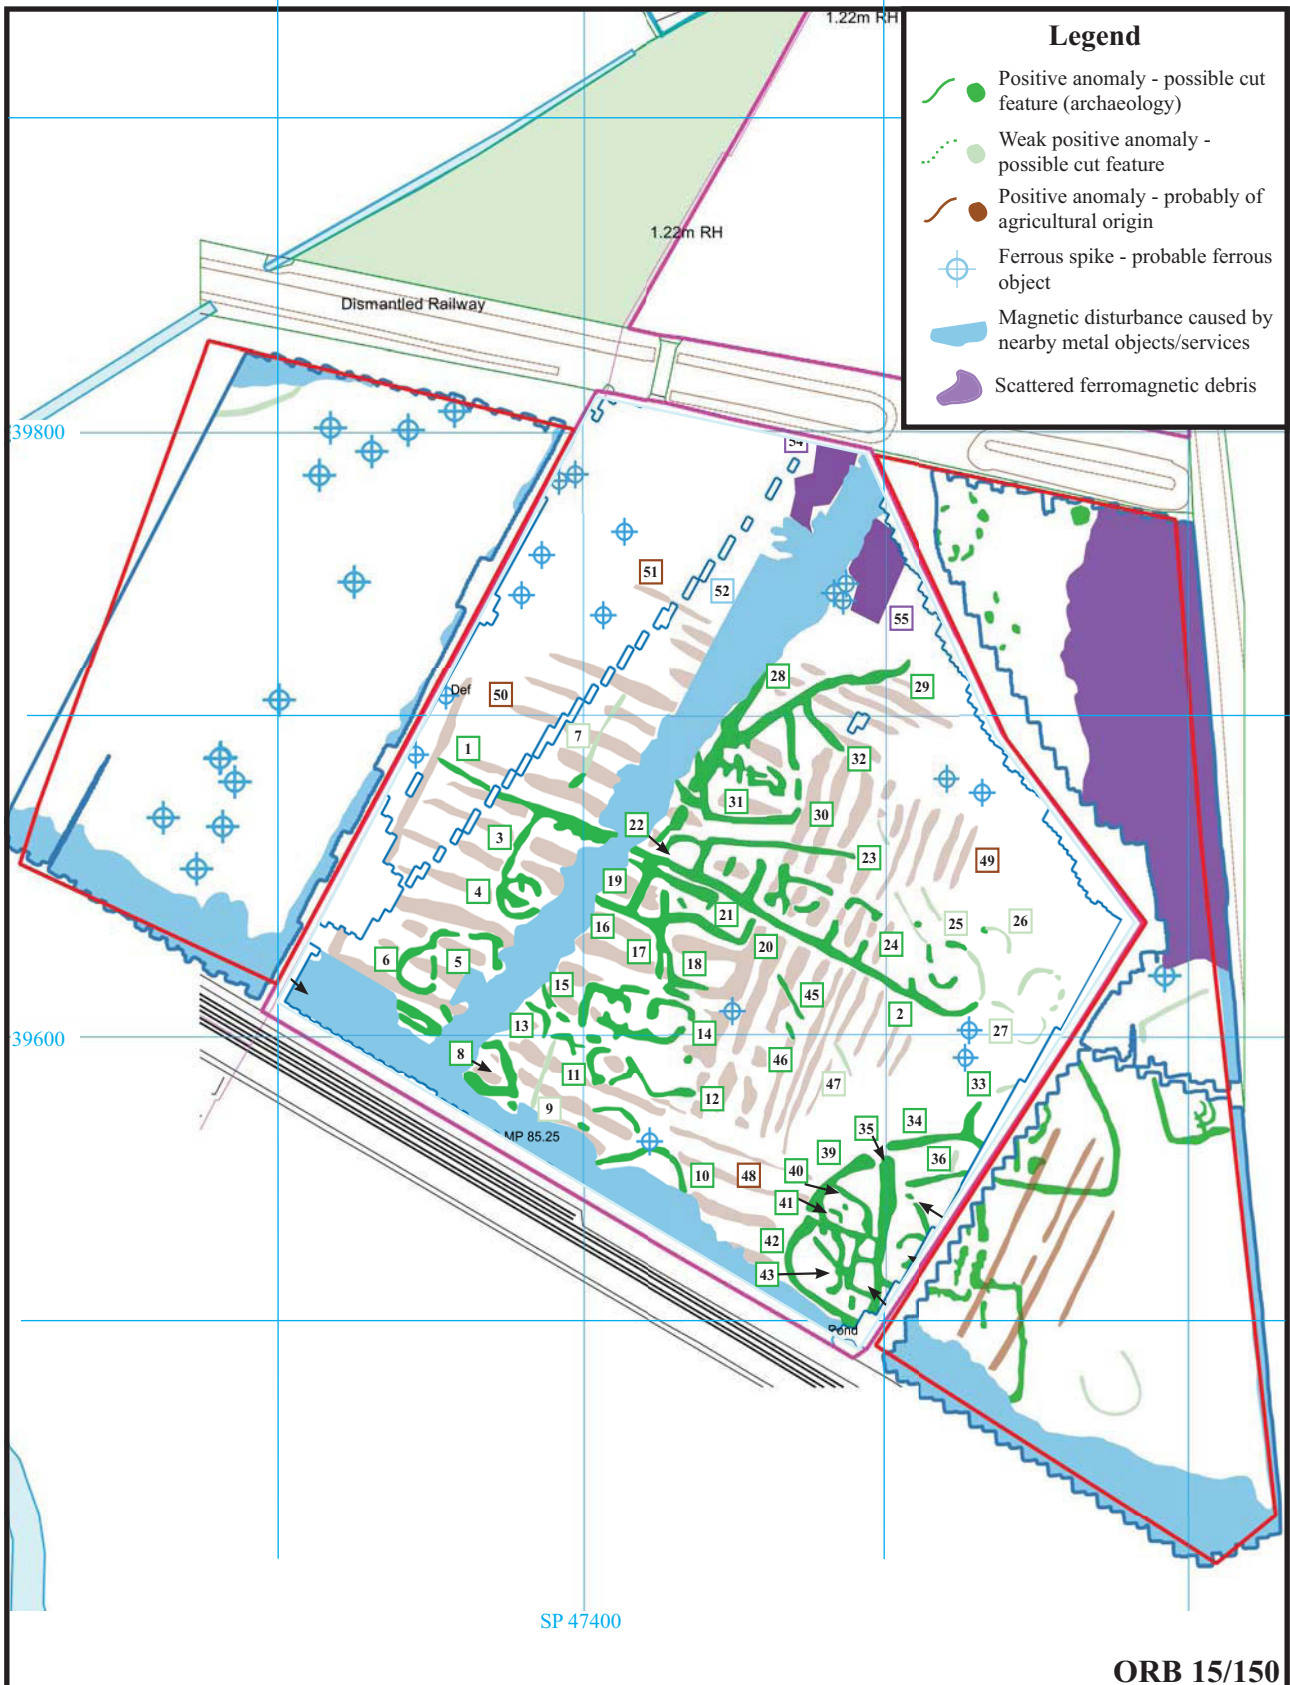 1.22m RH
Legend
Positive anomaly - possible cut
feature (archaeology)
Weak positive anomaly -
possible cut feature
Positive anomaly - probably of
agricultural origin
Ferrous spike - probable ferrous
object
Magnetic disturbance caused by
nearby metal objects/services
Scattered ferromagnetic debris
1.22m RH
Dismantled Railway
39800
54
51
52
55
28
29
Def
50
7
1
32
31
30
22
3
23
49
19
4
21
25
26
16
20
24
17
6
5
18
15
45
2
13
14
27
8
46
11
47
33
12
9
34
35
MP 85.25
39
36
40
48
10
41
42
43
Pond
39600
SP 47400
ORB 15/150